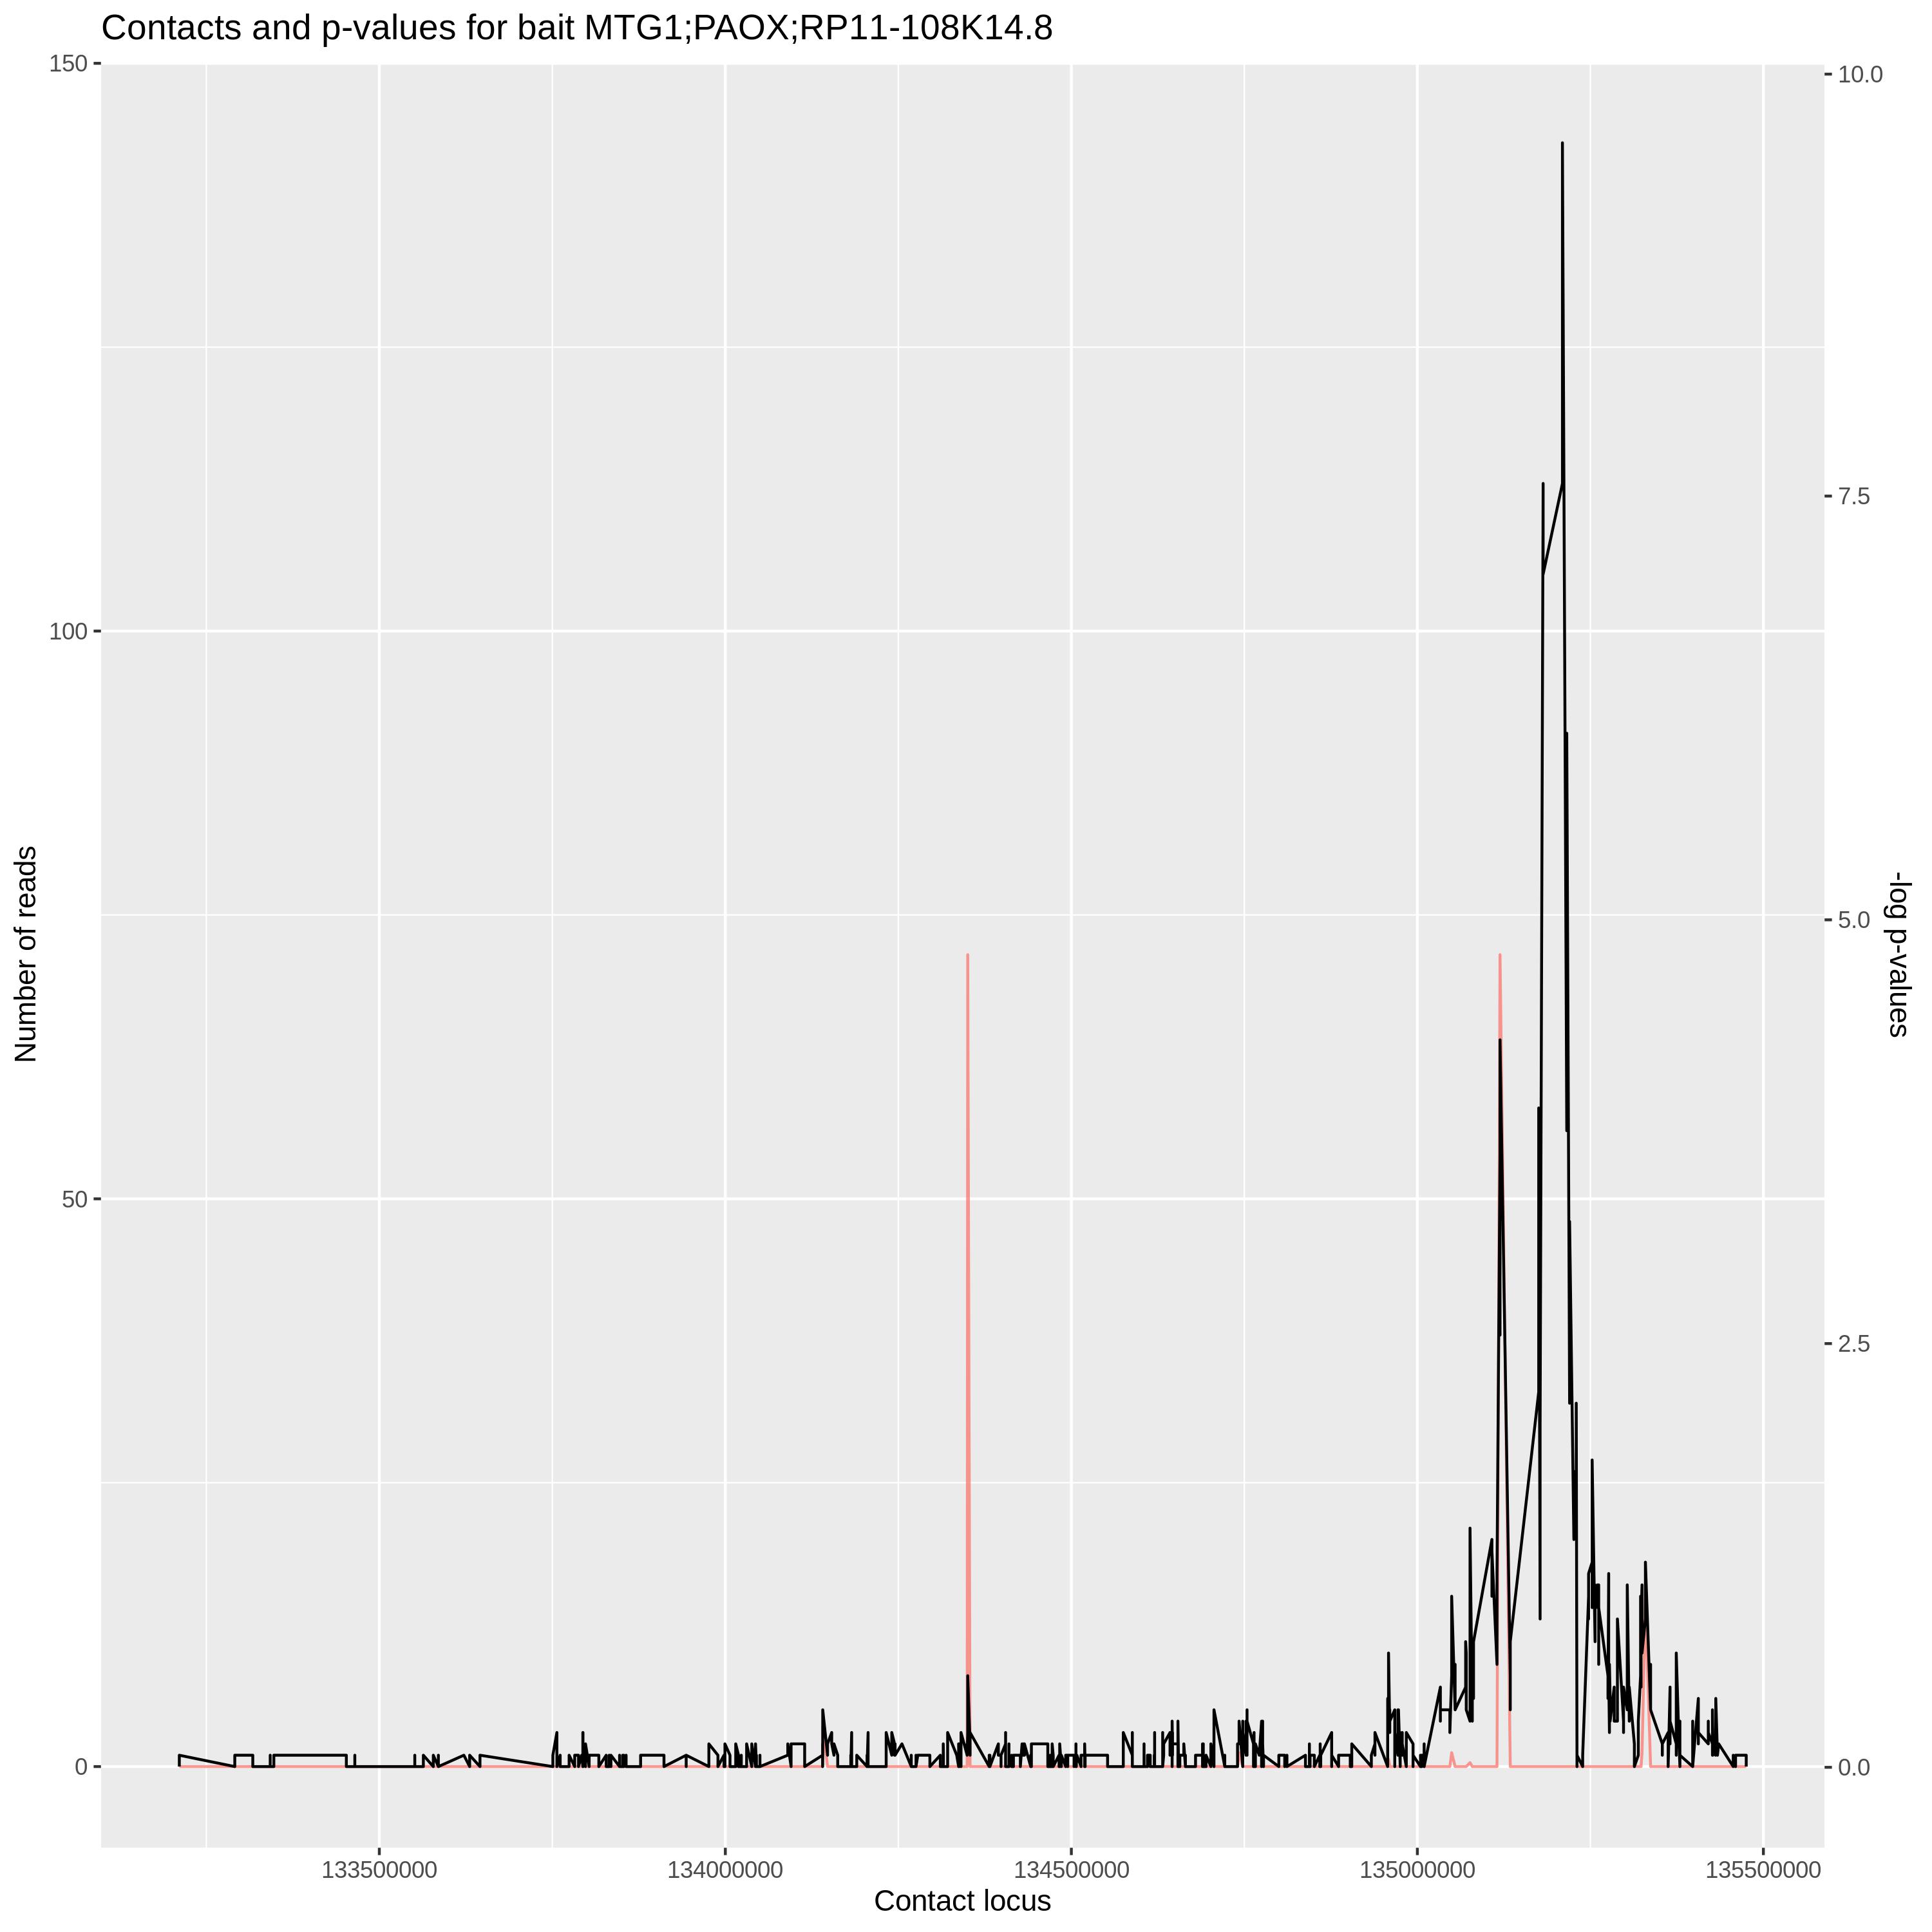 Contacts and p-values for bait MTG1;PAOX;RP11-108K14.8
150
100
50
0
Number of reads
10.0
7.5
5.0
2.5
0.0
-log p-values
133500000 134000000 134500000 135000000 135500000
Contact locus